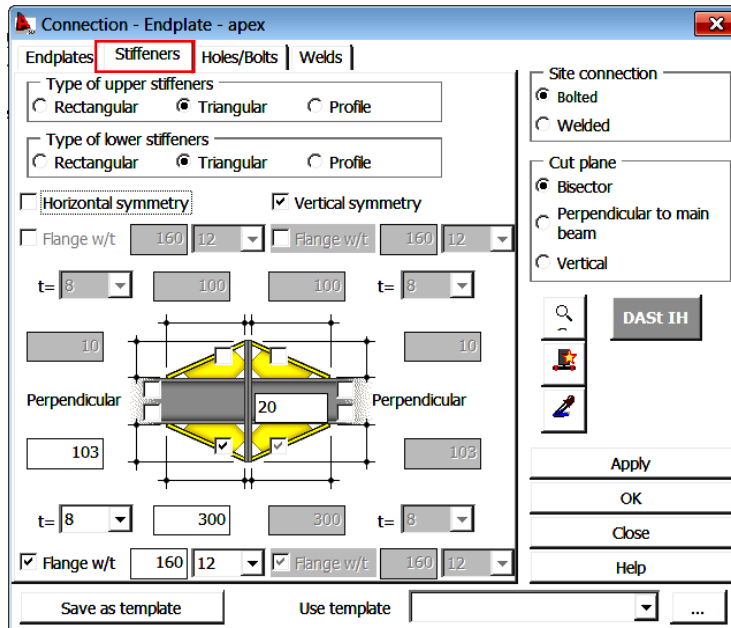 Connection - Endplate - apex
Endplates Stiffeners Holes/Bolts Welds
Type of upper stiffeners
Rectangular Triangular Profile
Type of lower stiffeners
Rectangular Triangular Profile
Horizontal symmetry Vertical symmetry
Flange w/t 160 12 Flange w/t 160 12
t= 8 100 100 t= 8
10 10
Perpendicular 20 Perpendicular
103 103
t= 8 300 300 t= 8
Flange w/t 160 12 Flange w/t 160 12
Site connection
Bolted
Welded
Cut plane
Bisector
Perpendicular to main
beam
Vertical
DASt IH
Apply
OK
Close
Help
Save as template Use template ...